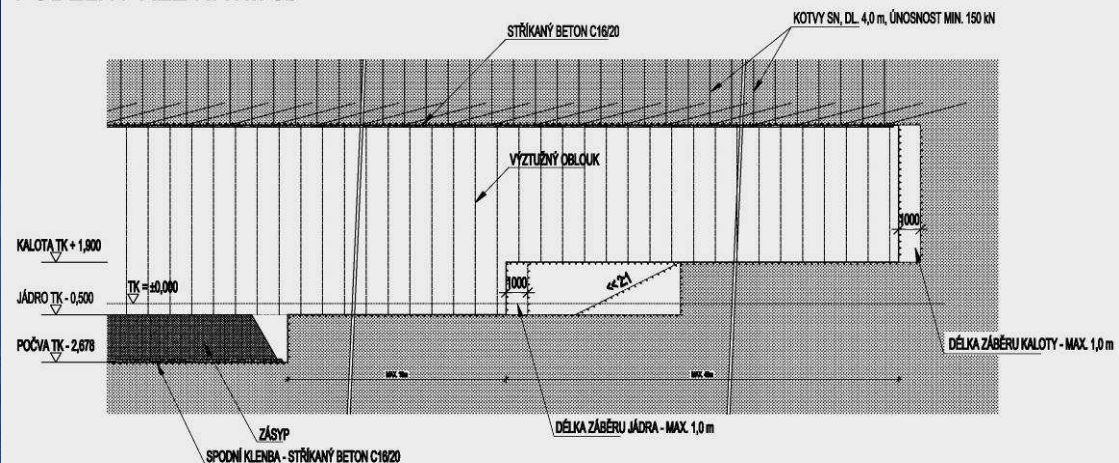 STŘÍKANÝ BETON C16/20
KOTVY SN, DL. 4,0 m, ÚNOSNOST MIN. 150 kN
VÝZTUŽNÝ OBLOUK
1000
KALOTA TK + 1,900
1000
<< 2:1
TK = ±0,000
JÁDRO TK - 0,500
POČVA TK - 2,678
DÉLKA ZÁBĚRU KALOTY - MAX. 1,0 m
MAX.
MAX.
DÉLKA ZÁBĚRU JÁDRA - MAX. 1,0 m
ZÁSYP
SPODNÍ KLENBA - STŘÍKANÝ BETON C16/20